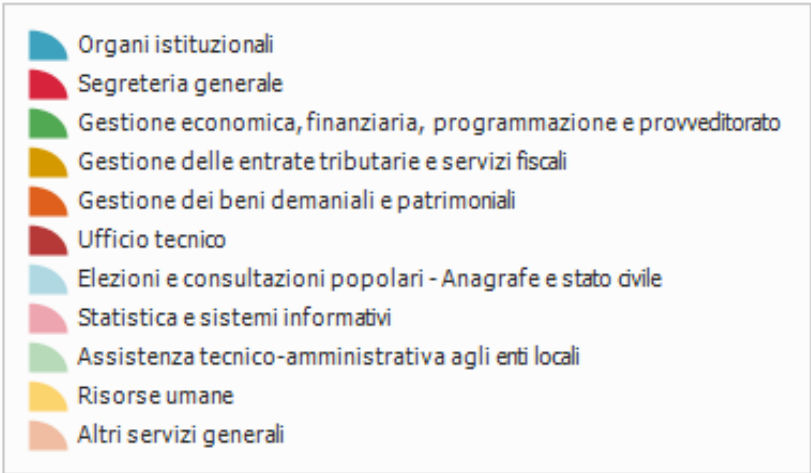 Organi istituzionali
Segreteria generale
Gestione economica, finanziaria, programmazione e provveditorato
Gestione delle entrate tributarie e servizi fiscali
Gestione dei beni demaniali e patrimoniali
Ufficio tecnico
Elezioni e consultazioni popolari - Anagrafe e stato civile
Statistica e sistemi informativi
Assistenza tecnico-amministrativa agli enti locali
Risorse umane
Altri servizi generali